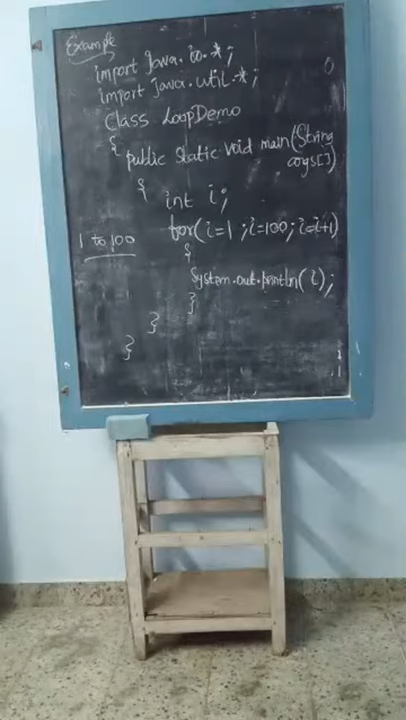 Example
import java.io.*;
import java.util.*;
Class LoopDemo
{
public static void main(String args[])
{
int i;
for(i=1;i=100;i=i+1)
1 to 100
{
System.out.println(i);
}
}
}